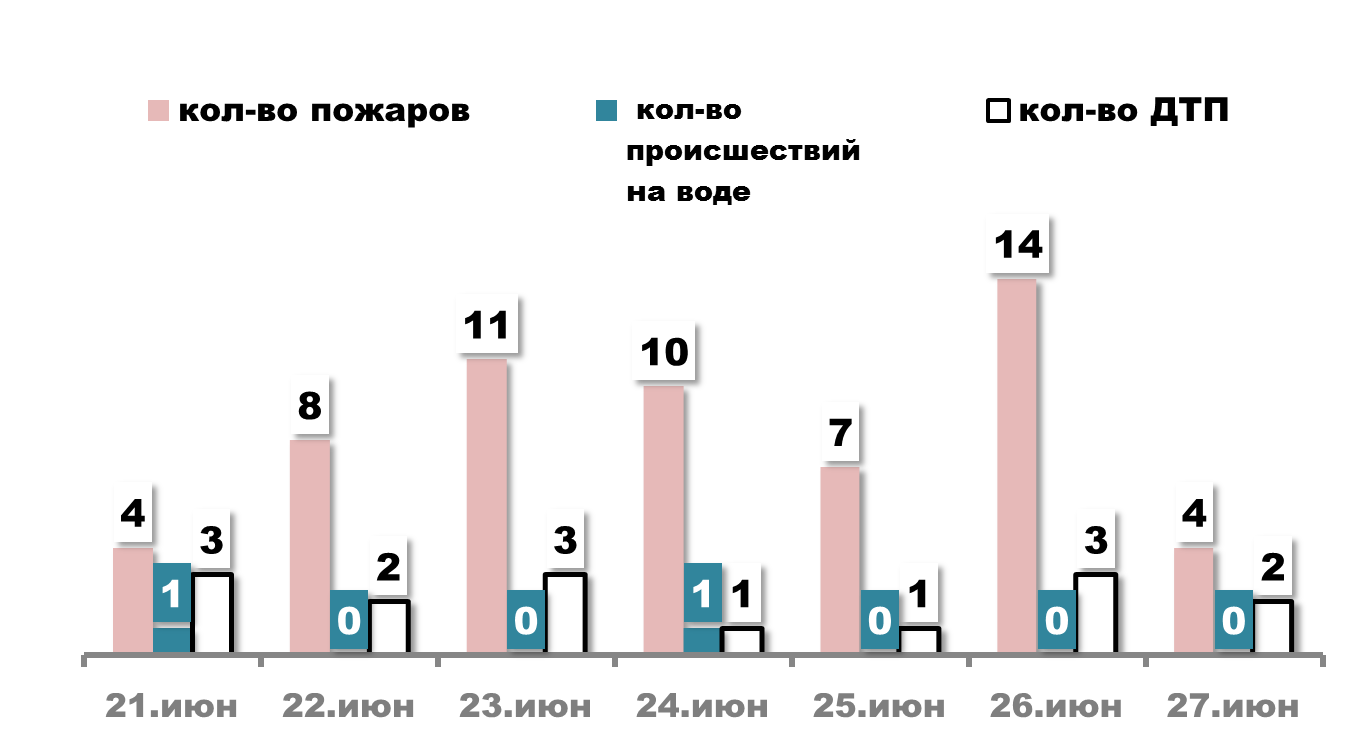 кол-во пожаров
кол-во
происшествий
на воде
кол-во ДТП
4
1
3
8
0
2
11
0
3
10
1
1
7
0
1
14
0
3
4
0
2
21.июн
22.июн
23.июн
24.июн
25.июн
26.июн
27.июн